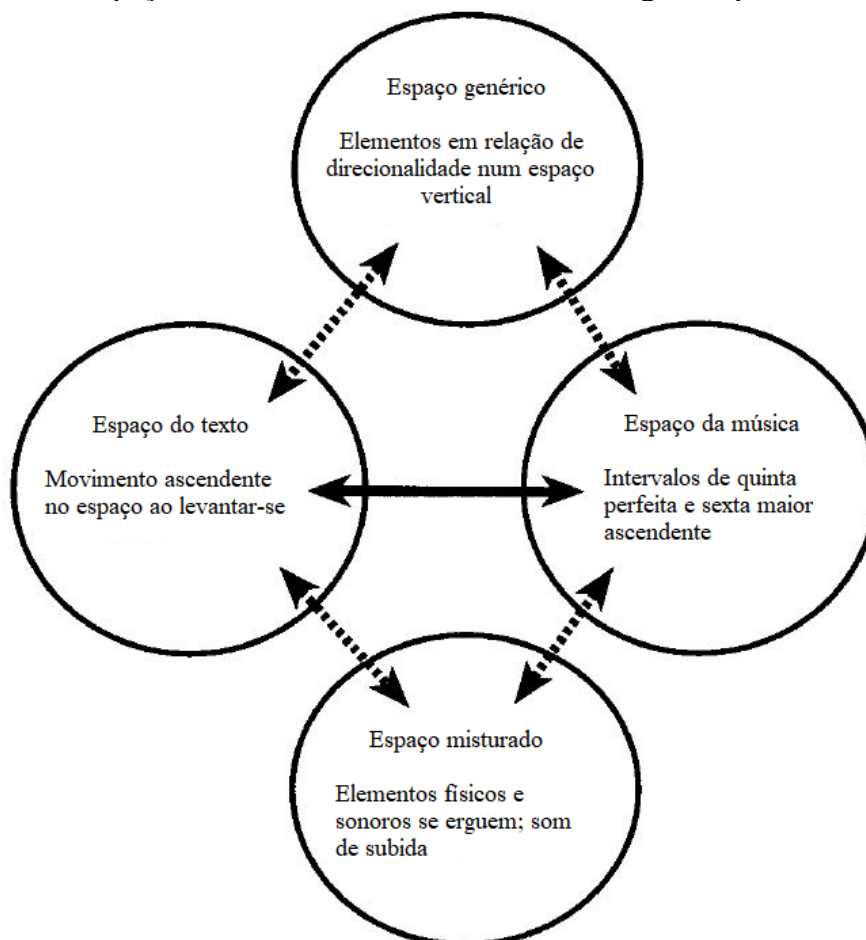 Espaço genérico
Elementos em relação de
direcionalidade num espaço
vertical
Espaço do texto
Movimento ascendente
no espaço ao levantar-se
Espaço da música
Intervalos de quinta
perfeita e sexta maior
ascendente
Espaço misturado
Elementos físicos e
sonoros se erguem; som
de subida